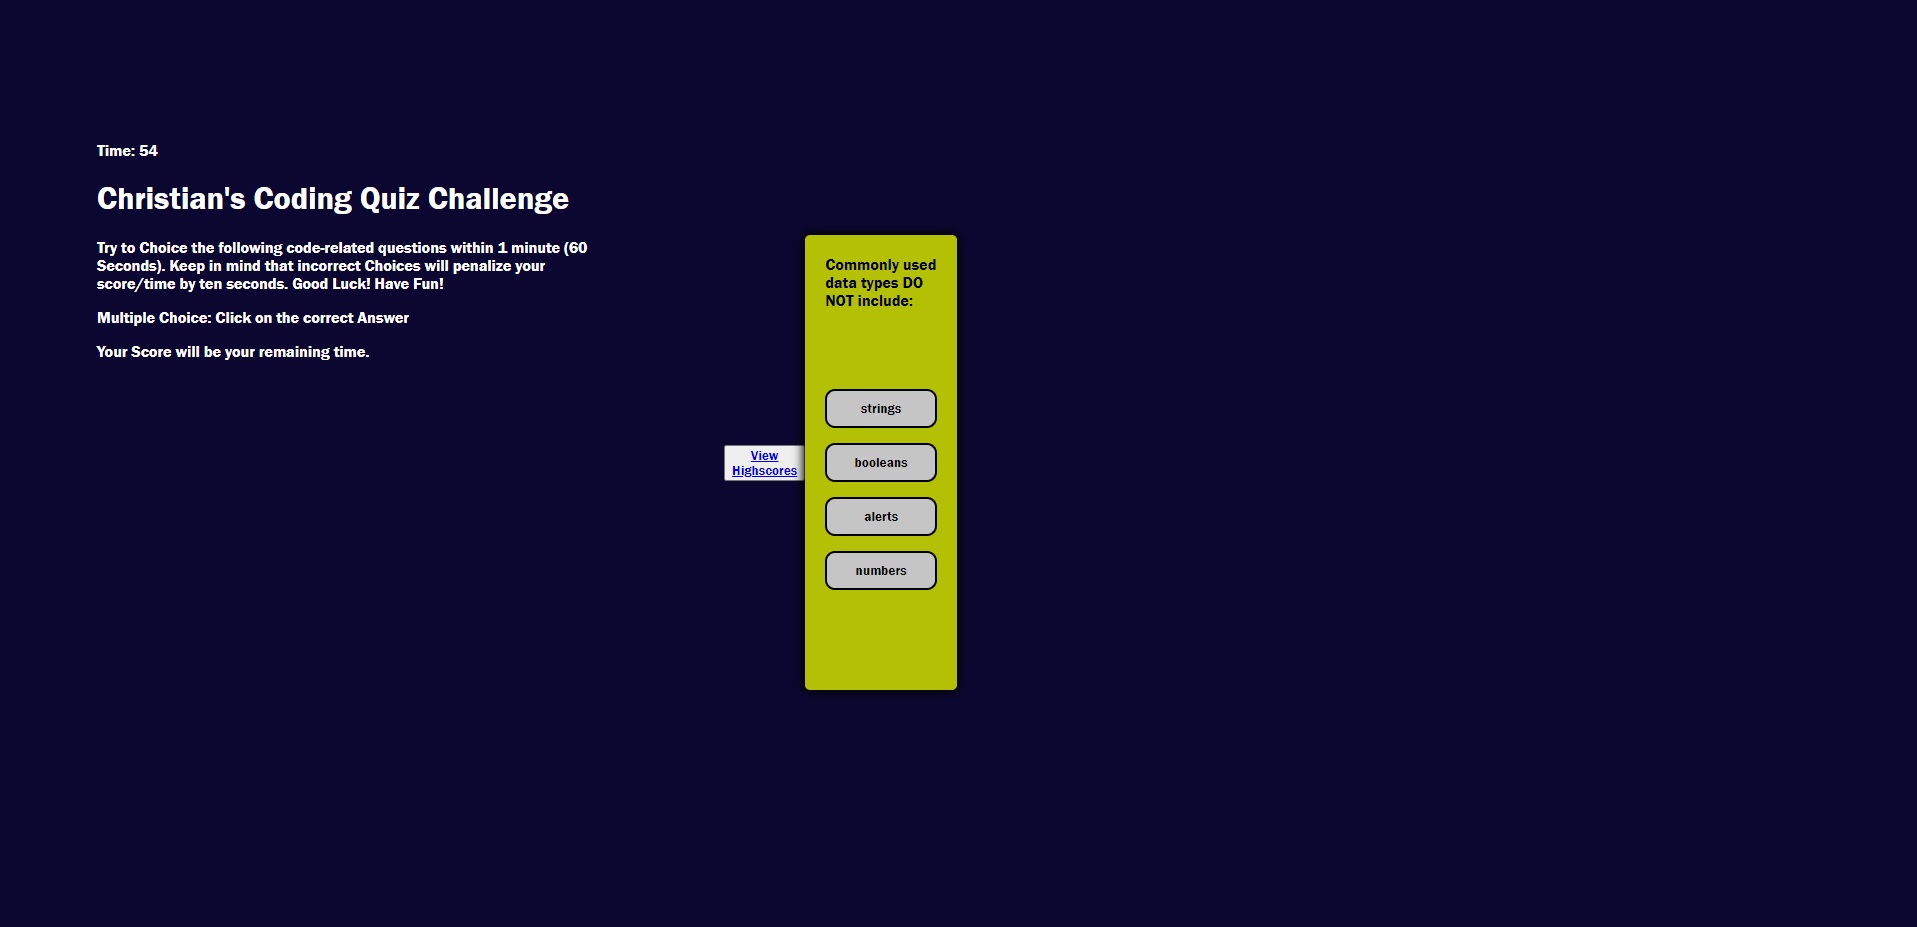 Time: 54
Christian's Coding Quiz Challenge
Try to Choice the following code-related questions within 1 minute (60
Seconds). Keep in mind that incorrect Choices will penalize your
score/time by ten seconds. Good Luck! Have Fun!
Multiple Choice: Click on the correct Answer
Your Score will be your remaining time.
View
Highscores
Commonly used
data types DO
NOT include:
strings
booleans
alerts
numbers